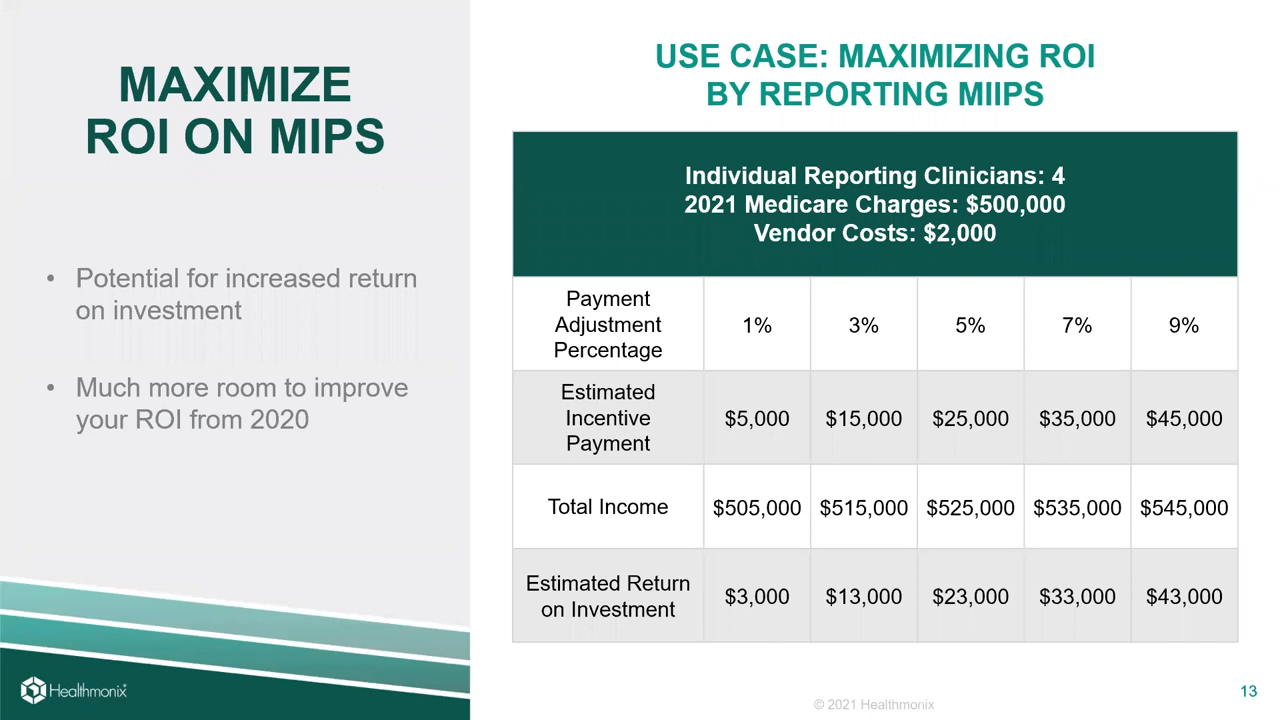 MAXIMIZE
ROI ON MIPS
• Potential for increased return
on investment
• Much more room to improve
your ROI from 2020
Healthmonix
USE CASE: MAXIMIZING ROI
BY REPORTING MIIPS
Individual Reporting Clinicians: 4
2021 Medicare Charges: $500,000
Vendor Costs: $2,000
Payment
Adjustment
Percentage
1% 3% 5% 7% 9%
Estimated
Incentive
Payment
$5,000 $15,000 $25,000 $35,000 $45,000
Total Income $505,000 $515,000 $525,000 $535,000 $545,000
Estimated Return
on Investment
$3,000 $13,000 $23,000 $33,000 $43,000
© 2021 Healthmonix
13